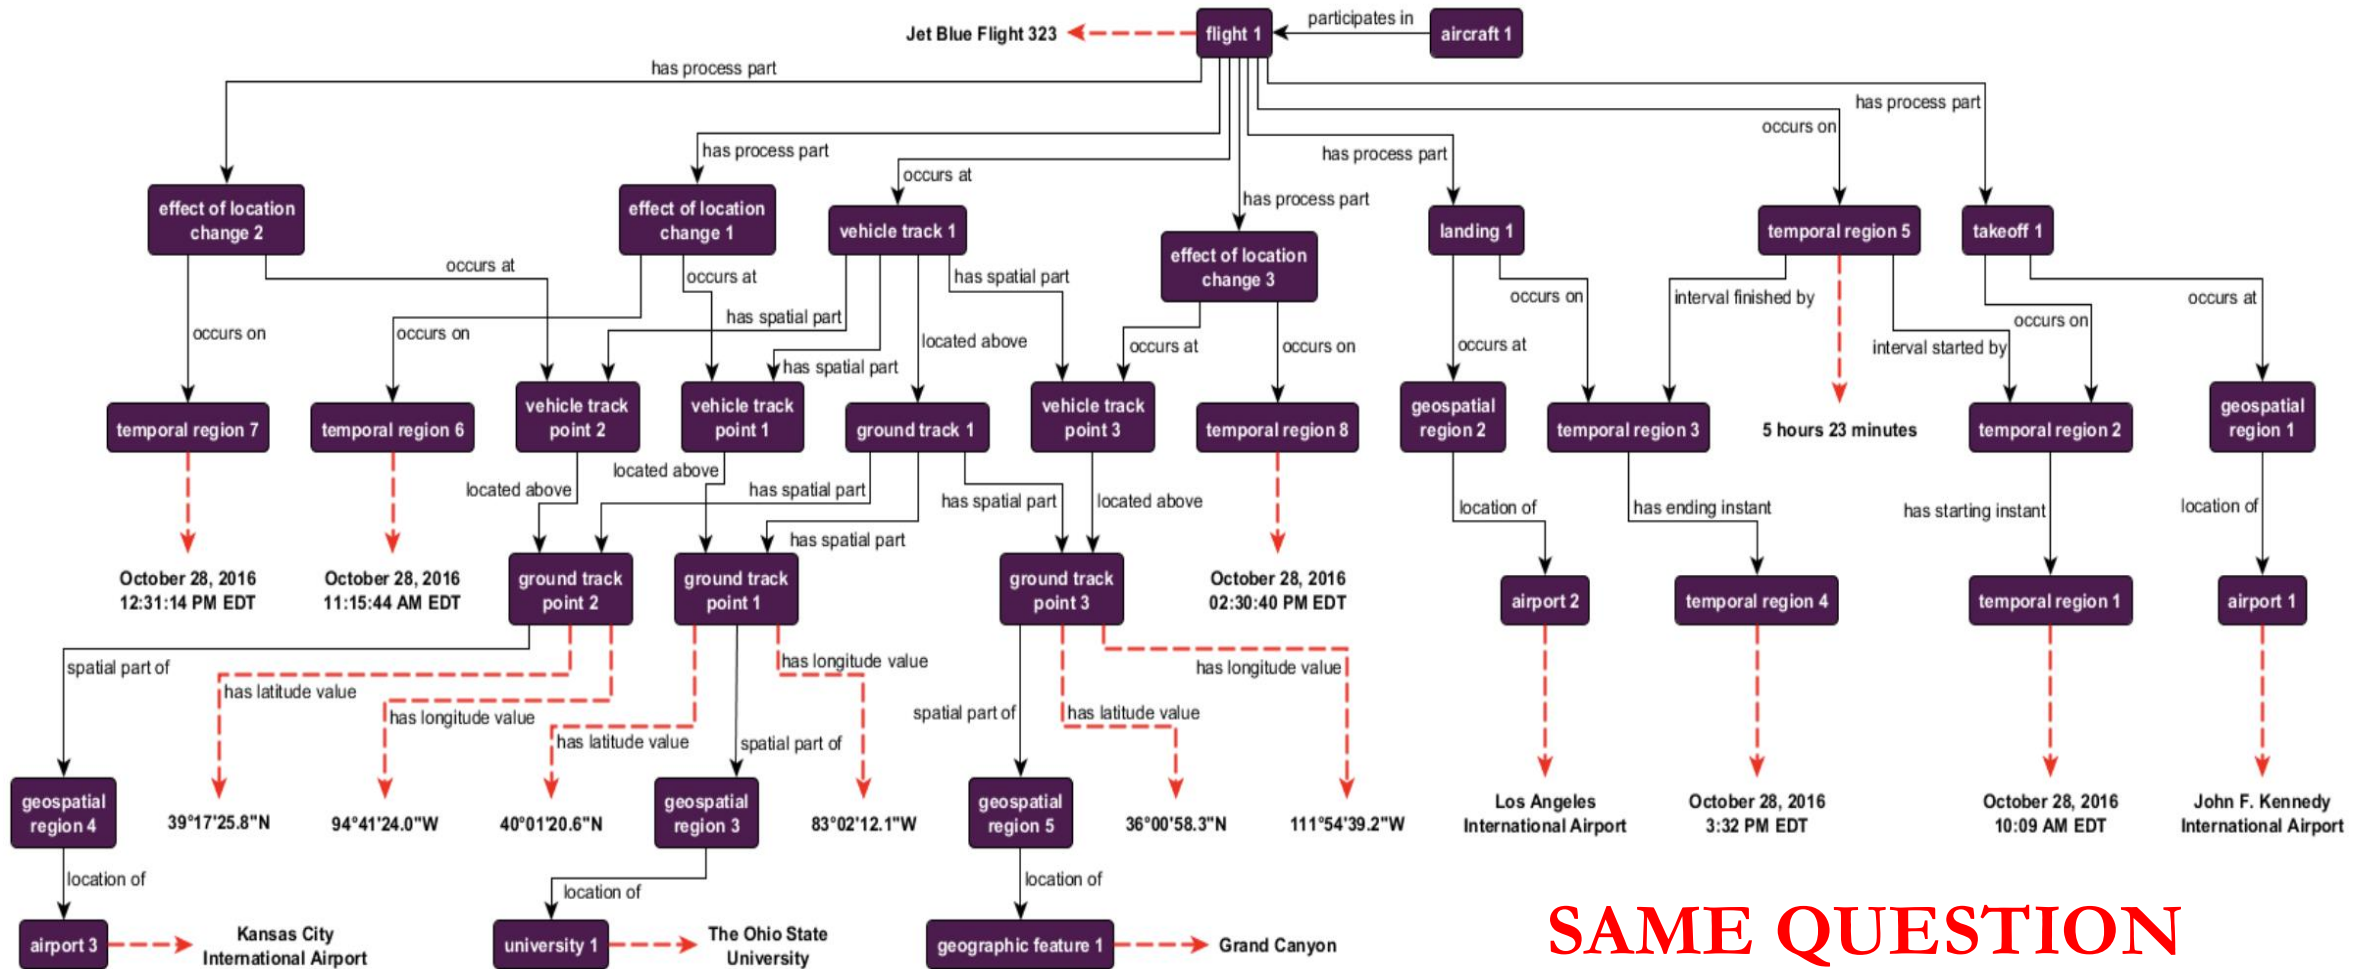 Jet Blue Flight 323
flight 1
participates in
aircraft 1
has process part
has process part
occurs on
has process part
has process part
occurs at
has process part
effect of location
change 2
effect of location
change 1
vehicle track 1
effect of location
change 3
landing 1
temporal region 5
takeoff 1
occurs at
occurs at
has spatial part
occurs on
interval finished by
occurs at
occurs on
occurs on
has spatial part
located above
occurs at
occurs on
occurs at
interval started by
occurs on
has spatial part
temporal region 7
temporal region 6
vehicle track
point 2
vehicle track
point 1
ground track 1
vehicle track
point 3
temporal region 8
geospatial
region 2
temporal region 3
5 hours 23 minutes
temporal region 2
geospatial
region 1
located above
located above
has spatial part
has spatial part
located above
location of
has ending instant
has starting instant
location of
has spatial part
October 28, 2016
12:31:14 PM EDT
October 28, 2016
11:15:44 AM EDT
ground track
point 2
ground track
point 1
ground track
point 3
October 28, 2016
02:30:40 PM EDT
airport 2
temporal region 4
temporal region 1
airport 1
spatial part of
has latitude value
has longitude value
has latitude value
spatial part of
has longitude value
spatial part of
has latitude value
has longitude value
geospatial
region 4
39°17'25.8"N
94°41'24.0"W
40°01'20.6"N
geospatial
region 3
83°02'12.1"W
geospatial
region 5
36°00'58.3"N
111°54'39.2"W
Los Angeles
International Airport
October 28, 2016
3:32 PM EDT
October 28, 2016
10:09 AM EDT
John F. Kennedy
International Airport
location of
location of
location of
airport 3
Kansas City
International Airport
university 1
The Ohio State
University
geographic feature 1
Grand Canyon
SAME QUESTION